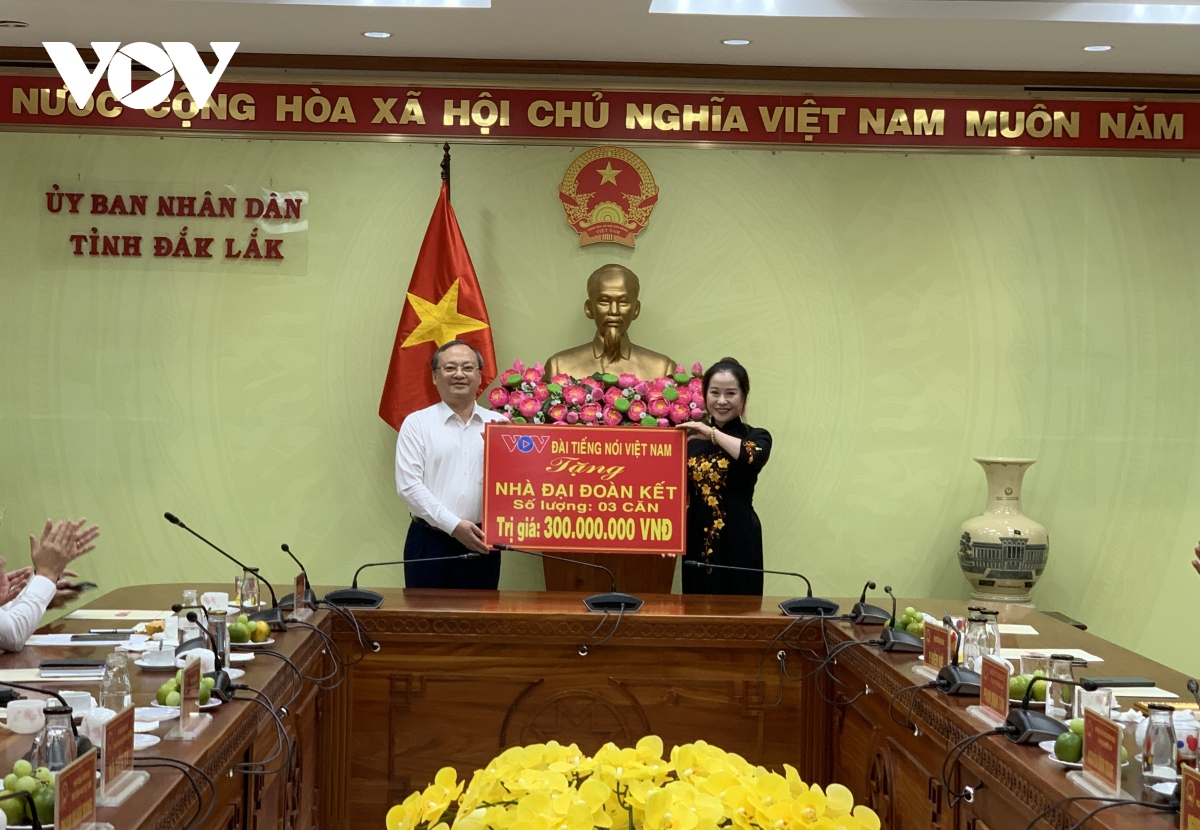 VOV
NƯỚC CỘNG HÒA XÃ HỘI CHỦ NGHĨA VIỆT NAM MUÔN NĂM
ỦY BAN NHÂN DÂN
TỈNH ĐẮK LẮK
VIỆT NAM
VOV ĐÀI TIẾNG NÓI VIỆT NAM
Tặng
NHÀ ĐẠI ĐOÀN KẾT
Số lượng: 03 CĂN
Trị giá: 300.000.000 VNĐ